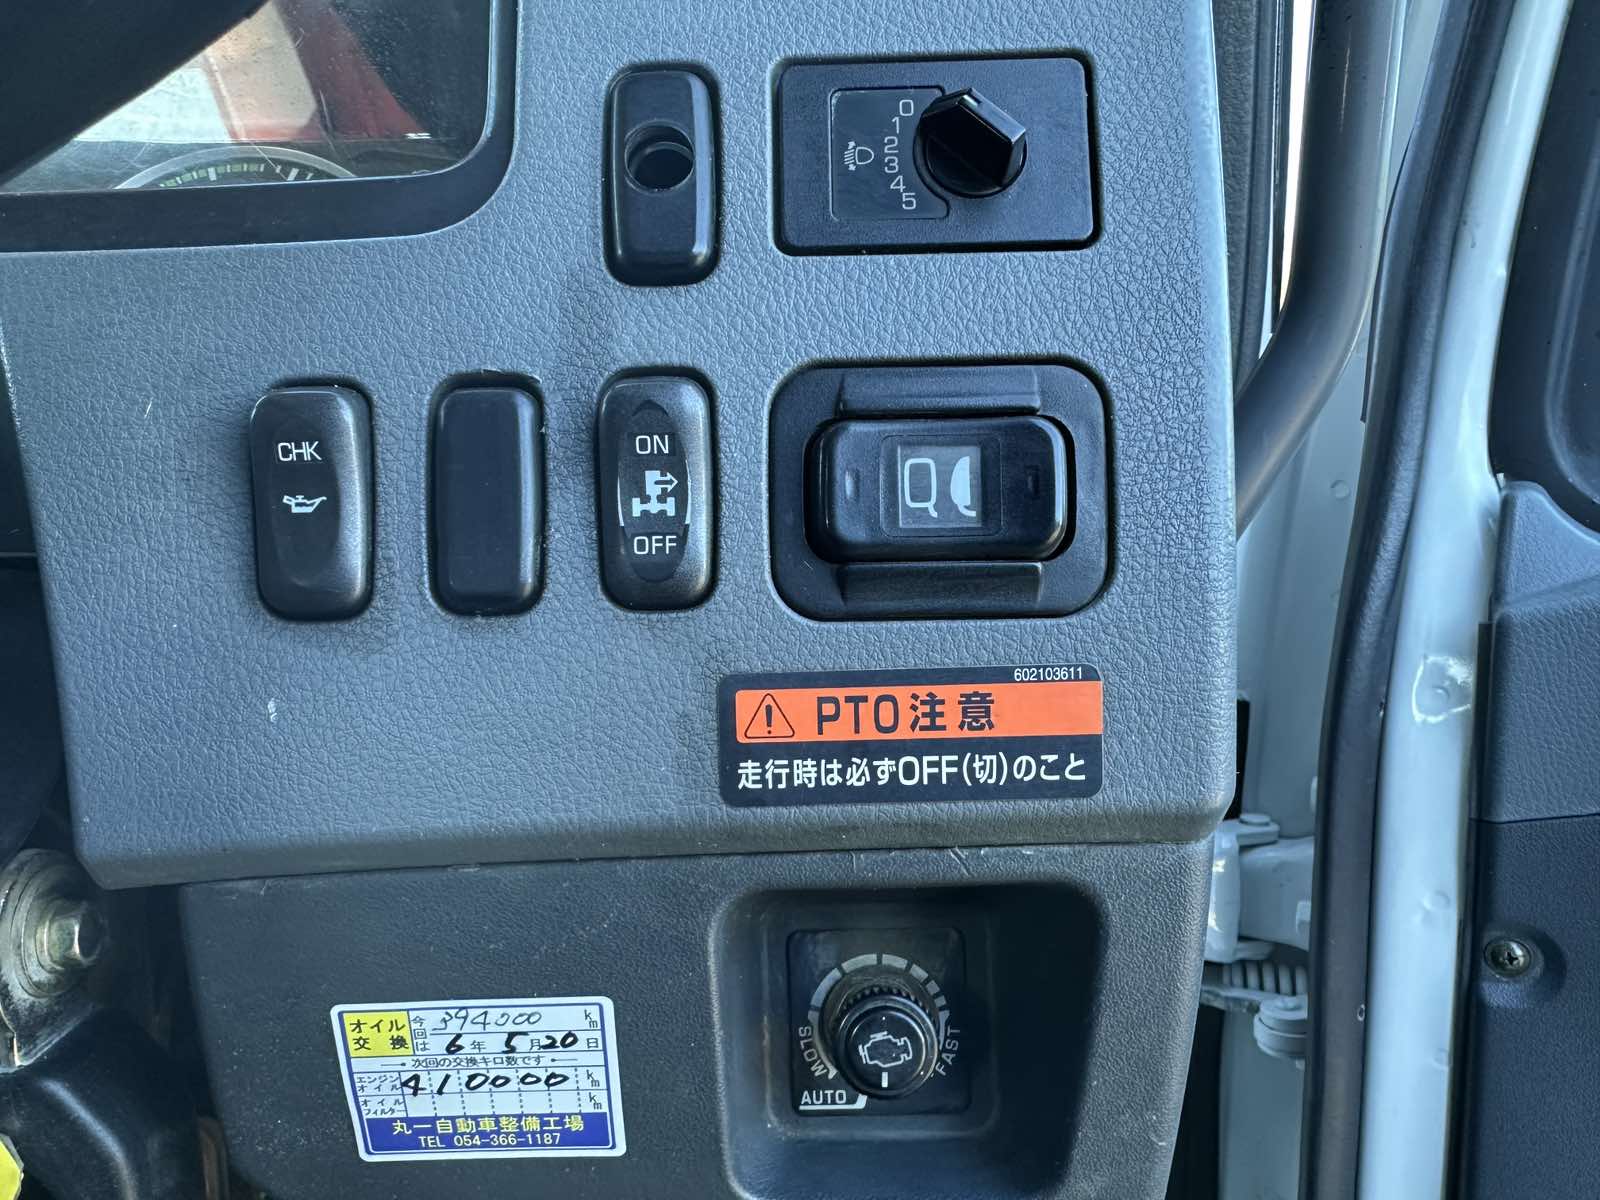 0
1
2
3
4
5
CHK
ON
OFF
602103611
PTO注意
走行時は必ずOFF(切)のこと
オイル交換
今回は 394000 km
6年 5月20日
次回の交換キロ数です
エンジンオイル 410000 km
オイルフィルター km
丸一自動車整備工場
TEL 054-366-1187
SLOW
FAST
AUTO